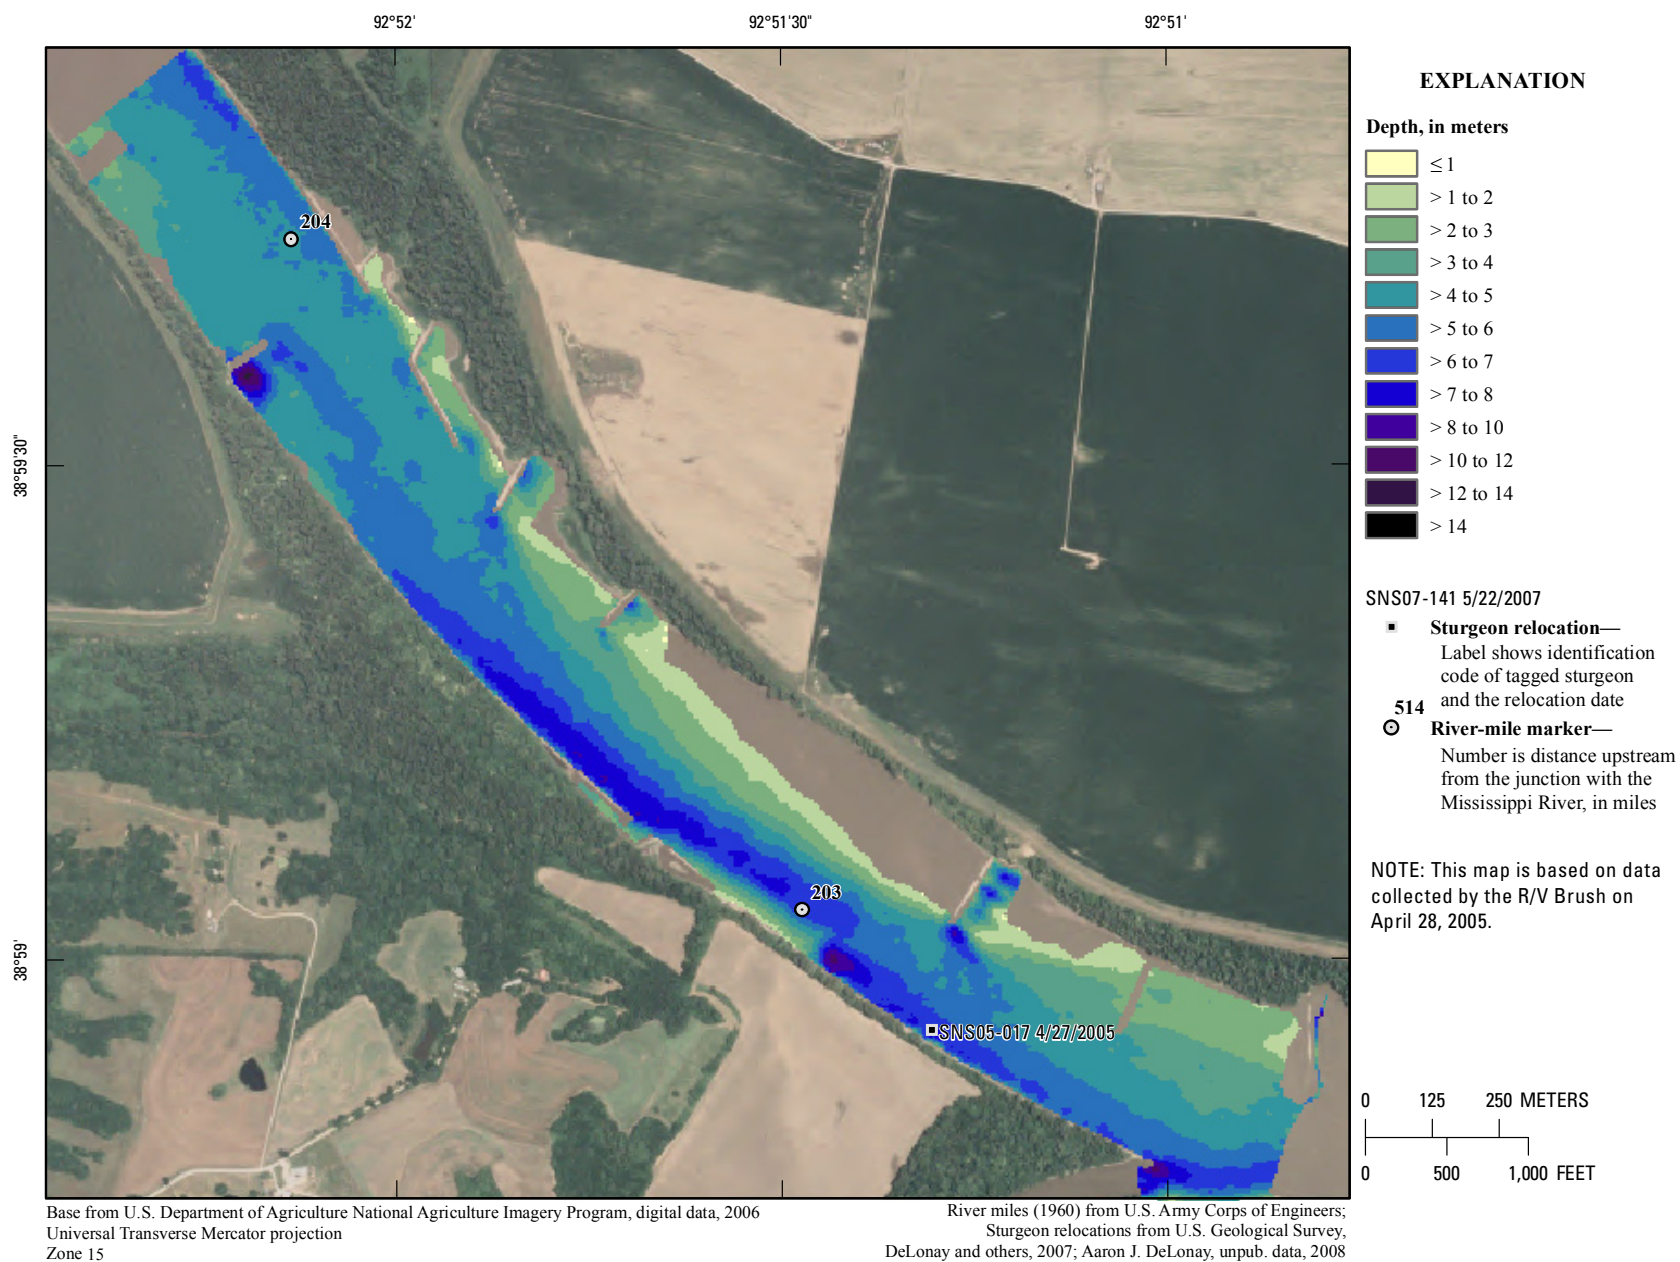 92°52'
92°51'30"
92°51'
38°59'30"
38°59'
204
203
SNS05-017 4/27/2005
EXPLANATION
Depth, in meters
≤ 1
> 1 to 2
> 2 to 3
> 3 to 4
> 4 to 5
> 5 to 6
> 6 to 7
> 7 to 8
> 8 to 10
> 10 to 12
> 12 to 14
> 14
SNS07-141 5/22/2007
Sturgeon relocation—
Label shows identification
code of tagged sturgeon
and the relocation date
514
River-mile marker—
Number is distance upstream
from the junction with the
Mississippi River, in miles
NOTE: This map is based on data
collected by the R/V Brush on
April 28, 2005.
0 125 250 METERS
0 500 1,000 FEET
Base from U.S. Department of Agriculture National Agriculture Imagery Program, digital data, 2006
Universal Transverse Mercator projection
Zone 15
River miles (1960) from U.S. Army Corps of Engineers;
Sturgeon relocations from U.S. Geological Survey,
DeLonay and others, 2007; Aaron J. DeLonay, unpub. data, 2008